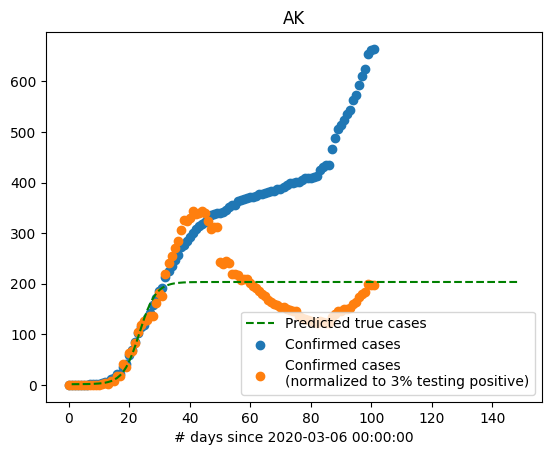 AK
600
500
400
300
200
100
0
Predicted true cases
Confirmed cases
Confirmed cases
(normalized to 3% testing positive)
0 20 40 60 80 100 120 140
# days since 2020-03-06 00:00:00